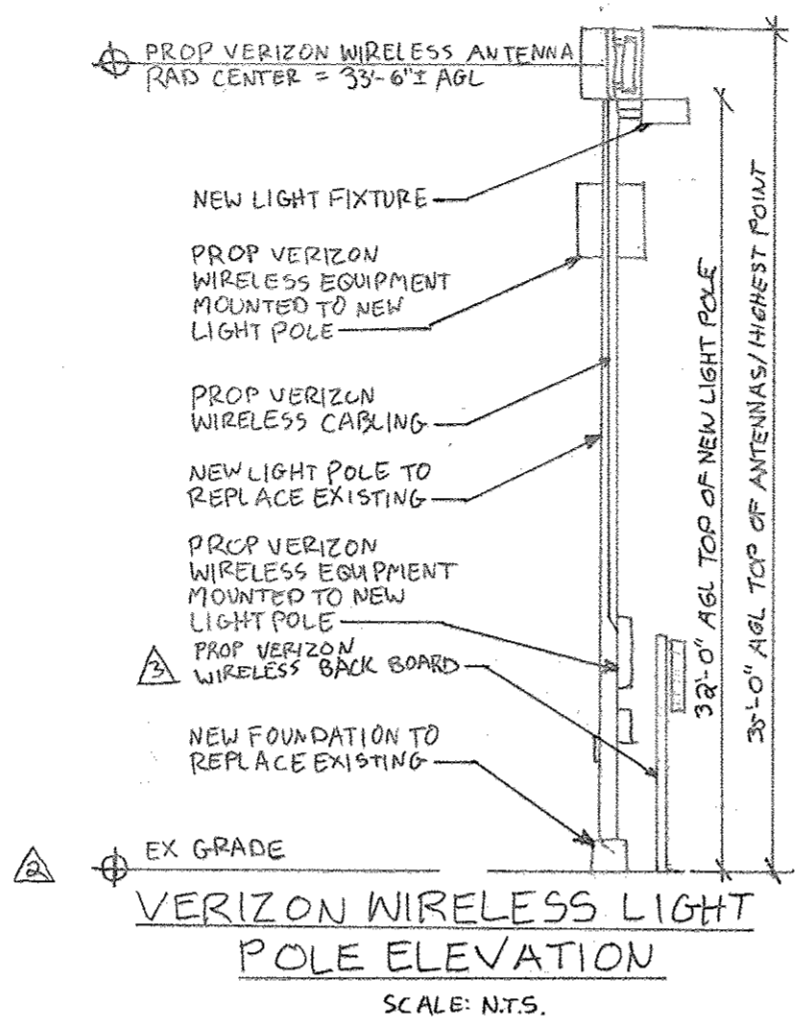 PROP VERIZON WIRELESS ANTENNA
RAD CENTER = 33'-6"± AGL
NEW LIGHT FIXTURE
PROP VERIZON
WIRELESS EQUIPMENT
MOUNTED TO NEW
LIGHT POLE
PROP VERIZON
WIRELESS CABLING
NEW LIGHT POLE TO
REPLACE EXISTING
PROP VERIZON
WIRELESS EQUIPMENT
MOUNTED TO NEW
LIGHT POLE
3
PROP VERIZON
WIRELESS BACK BOARD
NEW FOUNDATION TO
REPLACE EXISTING
2
EX GRADE
32'-0" AGL TOP OF NEW LIGHT POLE
35'-0" AGL TOP OF ANTENNAS/HIGHEST POINT
VERIZON WIRELESS LIGHT
POLE ELEVATION
SCALE: N.T.S.